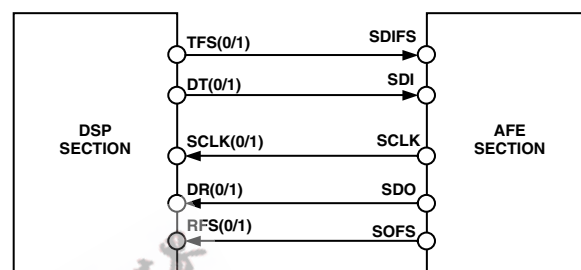 TFS(0/1) SDIFS
DT(0/1) SDI
DSP SECTION
SCLK(0/1) SCLK
AFE SECTION
DR(0/1) SDO
RFS(0/1) SOFS